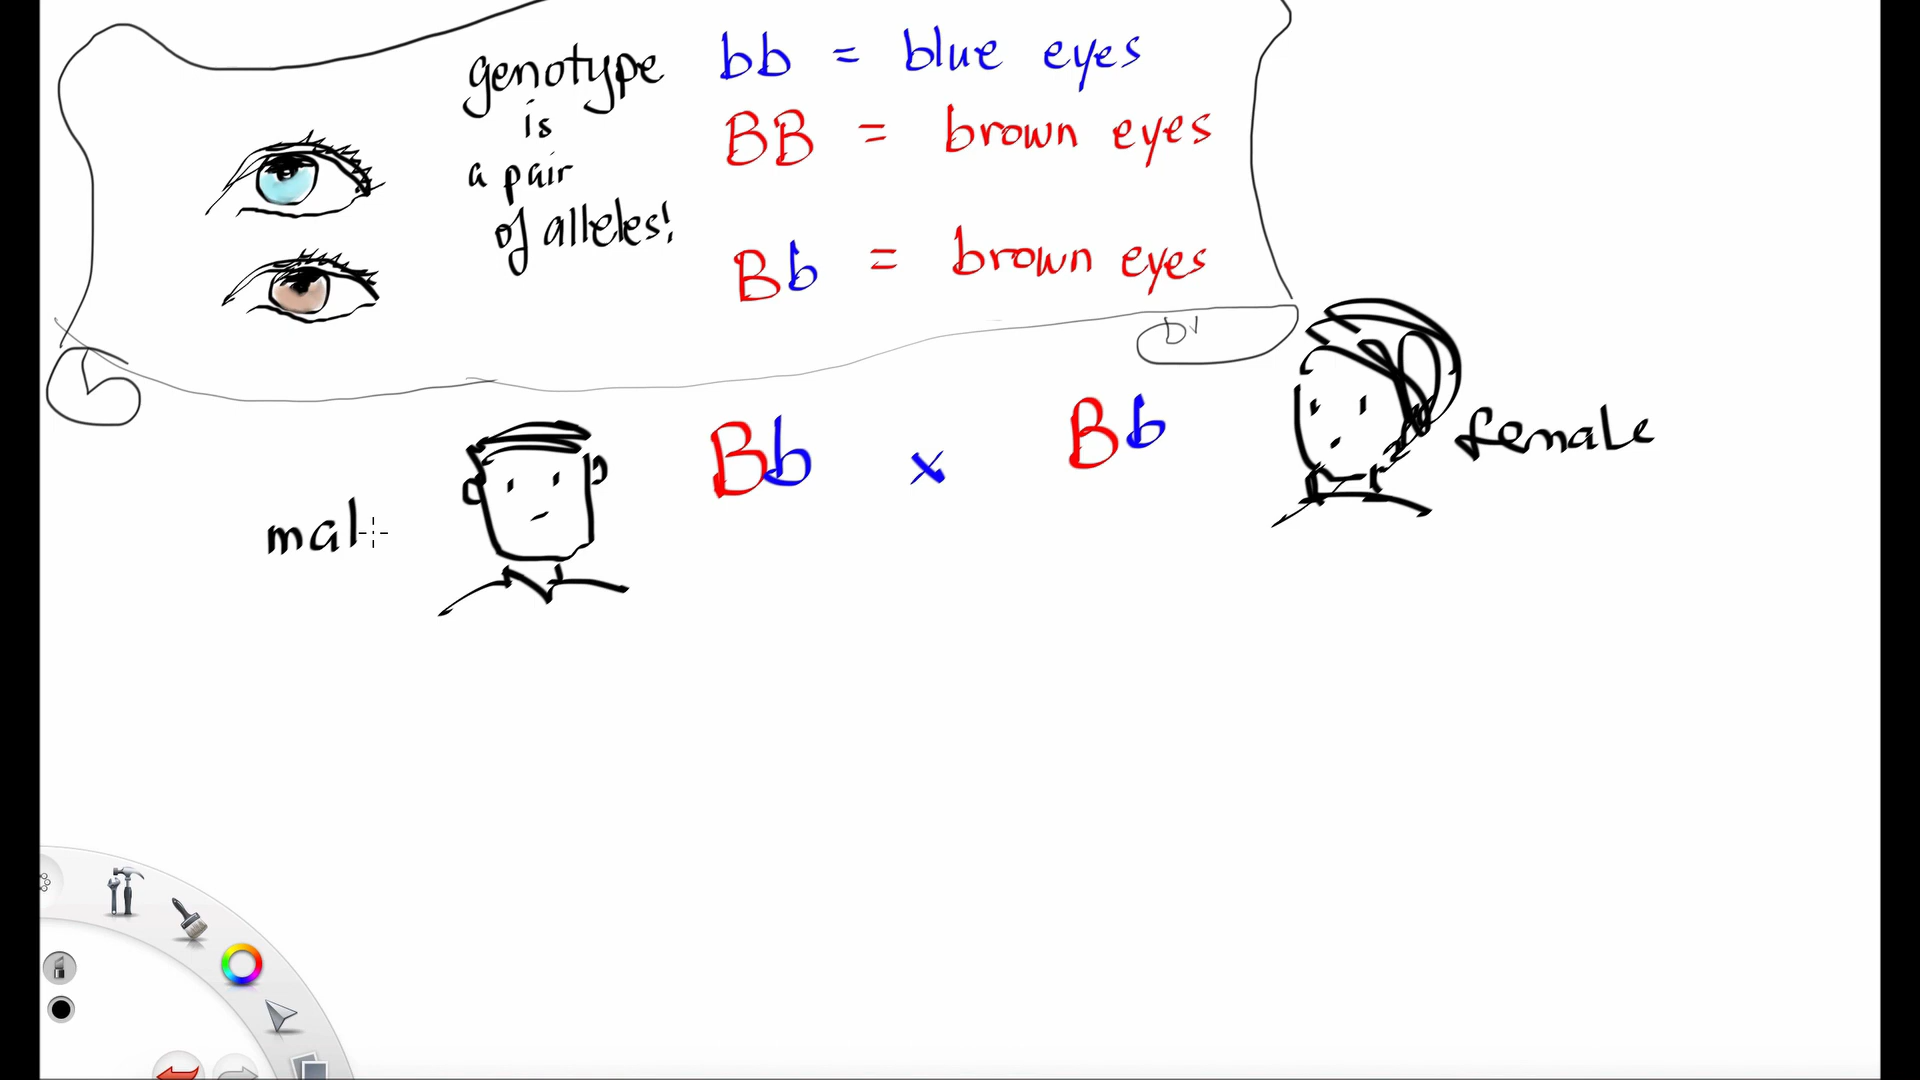 genotype
is
a pair
of alleles!
bb = blue eyes
BB = brown eyes
Bb = brown eyes
Bb x Bb
female
mal